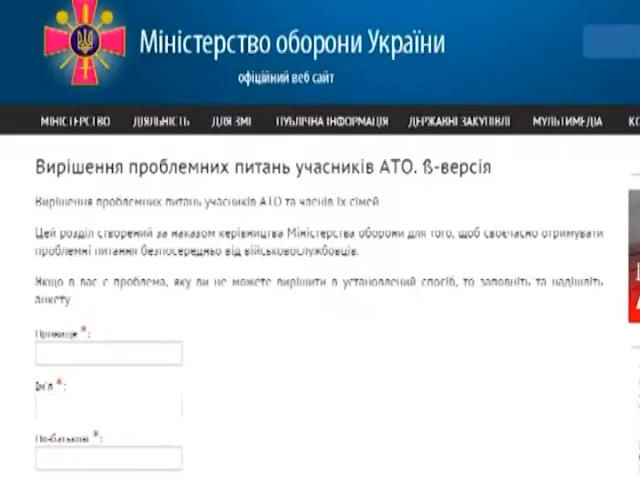 Міністерство оборони України
офіційний веб сайт
МІНІСТЕРСТВО ДІЯЛЬНІСТЬ ДЛЯ ЗМІ ПУБЛІЧНА ІНФОРМАЦІЯ ДЕРЖАВНІ ЗАКУПІВЛІ МУЛЬТИМЕДІА
Вирішення проблемних питань учасників АТО. ß-версія
Вирішення проблемних питань учасників АТО та членів їх сімей
Цей розділ створений за наказом керівництва Міністерства оборони для того, щоб своєчасно отримувати
проблемні питання безпосередньо від військовослужбовців.
Якщо в вас є проблема, яку ви не можете вирішити в установлений спосіб, то заповніть та надішліть
анкету
Прізвище *:
Ім'я *:
По-батькові *: